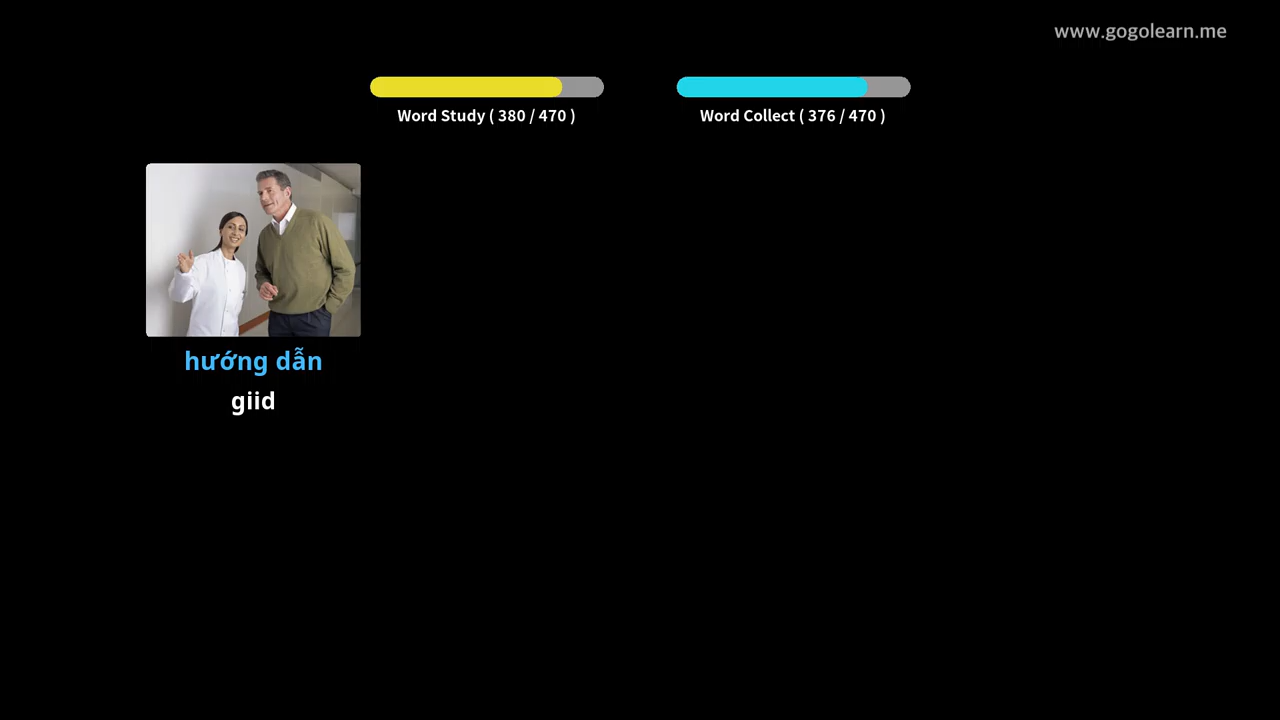 www.gogolearn.me
Word Study ( 380 / 470 )
Word Collect ( 376 / 470 )
hướng dẫn
giid